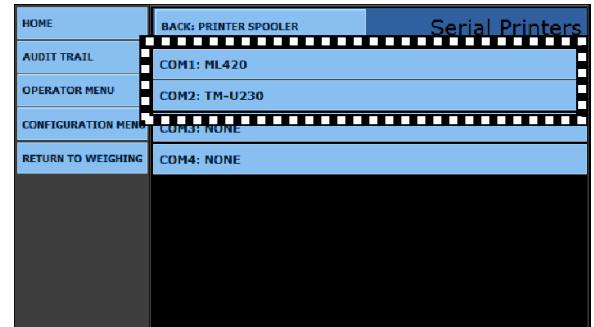 HOME
BACK: PRINTER SPOOLER
Serial Printers
AUDIT TRAIL
COM1: ML420
OPERATOR MENU
COM2: TM-U230
CONFIGURATION MENU
COM3: NONE
RETURN TO WEIGHING
COM4: NONE